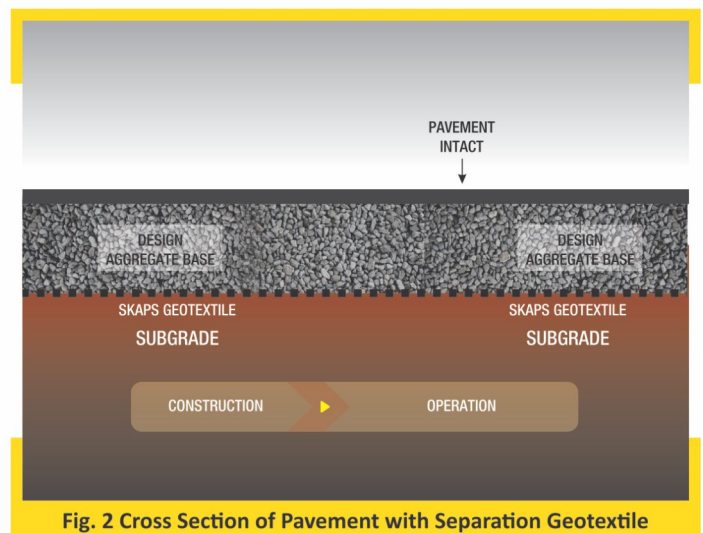 PAVEMENT
INTACT
DESIGN
AGGREGATE BASE
DESIGN
AGGREGATE BASE
SKAPS GEOTEXTILE
SUBGRADE
SKAPS GEOTEXTILE
SUBGRADE
CONSTRUCTION
OPERATION
Fig. 2 Cross Section of Pavement with Separation Geotextile